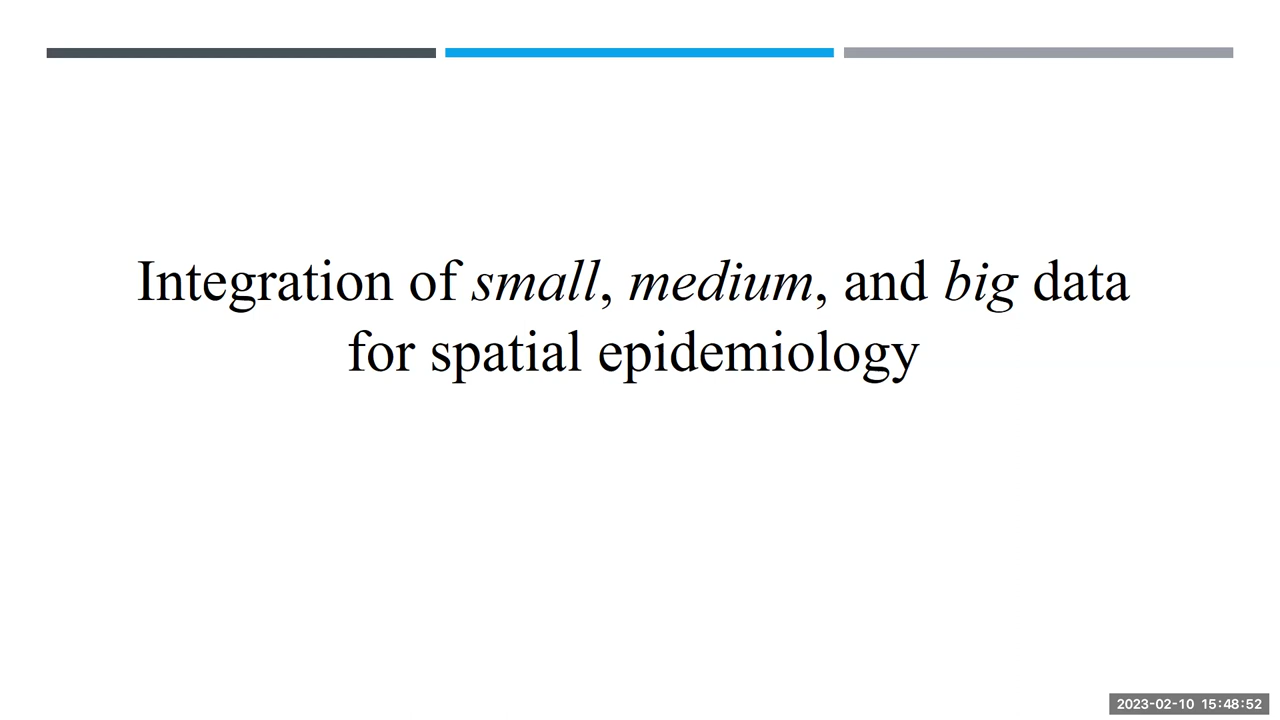 Integration of small, medium, and big data
for spatial epidemiology
2023-02-10 15:48:52